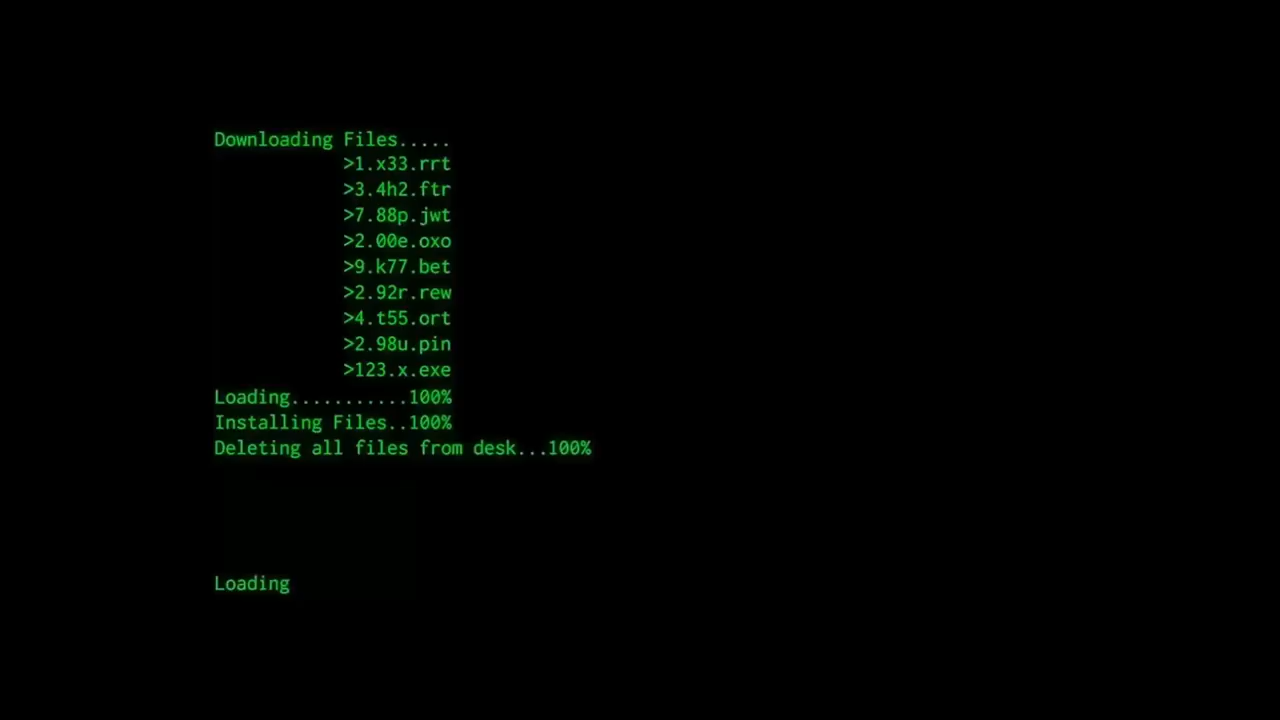 Downloading Files.....
>1.x33.rrt
>3.4h2.ftr
>7.88p.jwt
>2.00e.oxo
>9.k77.bet
>2.92r.rew
>4.t55.ort
>2.98u.pin
>123.x.exe
Loading...........100%
Installing Files..100%
Deleting all files from desk...100%
Loading